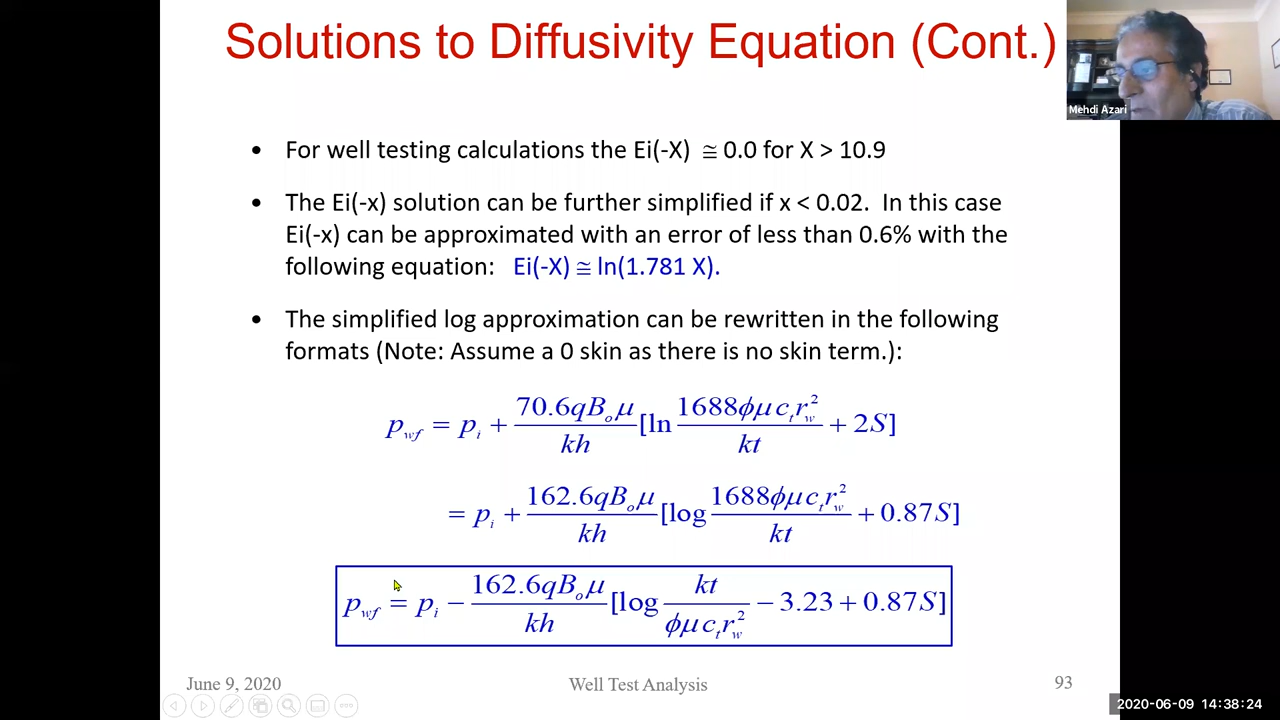 Solutions to Diffusivity Equation (Cont.)
Mehdi Azari
• For well testing calculations the Ei(-X) ≅ 0.0 for X > 10.9
• The Ei(-x) solution can be further simplified if x < 0.02. In this case
Ei(-x) can be approximated with an error of less than 0.6% with the
following equation: Ei(-X) ≅ ln(1.781 X).
• The simplified log approximation can be rewritten in the following
formats (Note: Assume a 0 skin as there is no skin term.):
p_wf = p_i + \frac{70.6qB_oμ}{kh}[ln \frac{1688ϕμc_tr_w^2}{kt} + 2S]
= p_i + \frac{162.6qB_oμ}{kh}[log \frac{1688ϕμc_tr_w^2}{kt} + 0.87S]
p_wf = p_i − \frac{162.6qB_oμ}{kh}[log \frac{kt}{ϕμc_tr_w^2} − 3.23 + 0.87S]
June 9, 2020 Well Test Analysis 93
2020-06-09 14:38:24